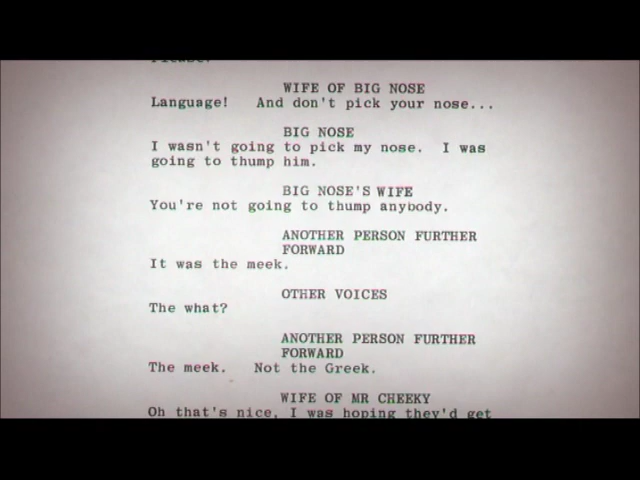 WIFE OF BIG NOSE
Language! And don't pick your nose...
BIG NOSE
I wasn't going to pick my nose. I was
going to thump him.
BIG NOSE'S WIFE
You're not going to thump anybody.
ANOTHER PERSON FURTHER
FORWARD
It was the meek.
OTHER VOICES
The what?
ANOTHER PERSON FURTHER
FORWARD
The meek. Not the Greek.
WIFE OF MR CHEEKY
Oh that's nice, I was hoping they'd get